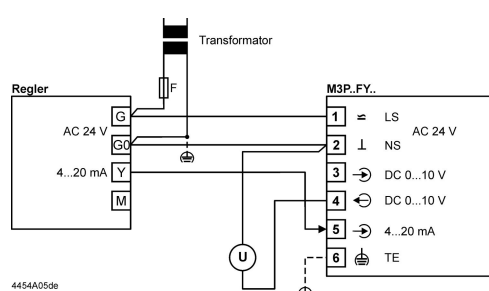 Transformator
F
Regler
M3P..FY..
G
1
LS
AC 24 V
AC 24 V
G0
2
NS
4...20 mA
Y
3
DC 0...10 V
M
4
DC 0...10 V
5
4...20 mA
U
6
TE
4454A05de